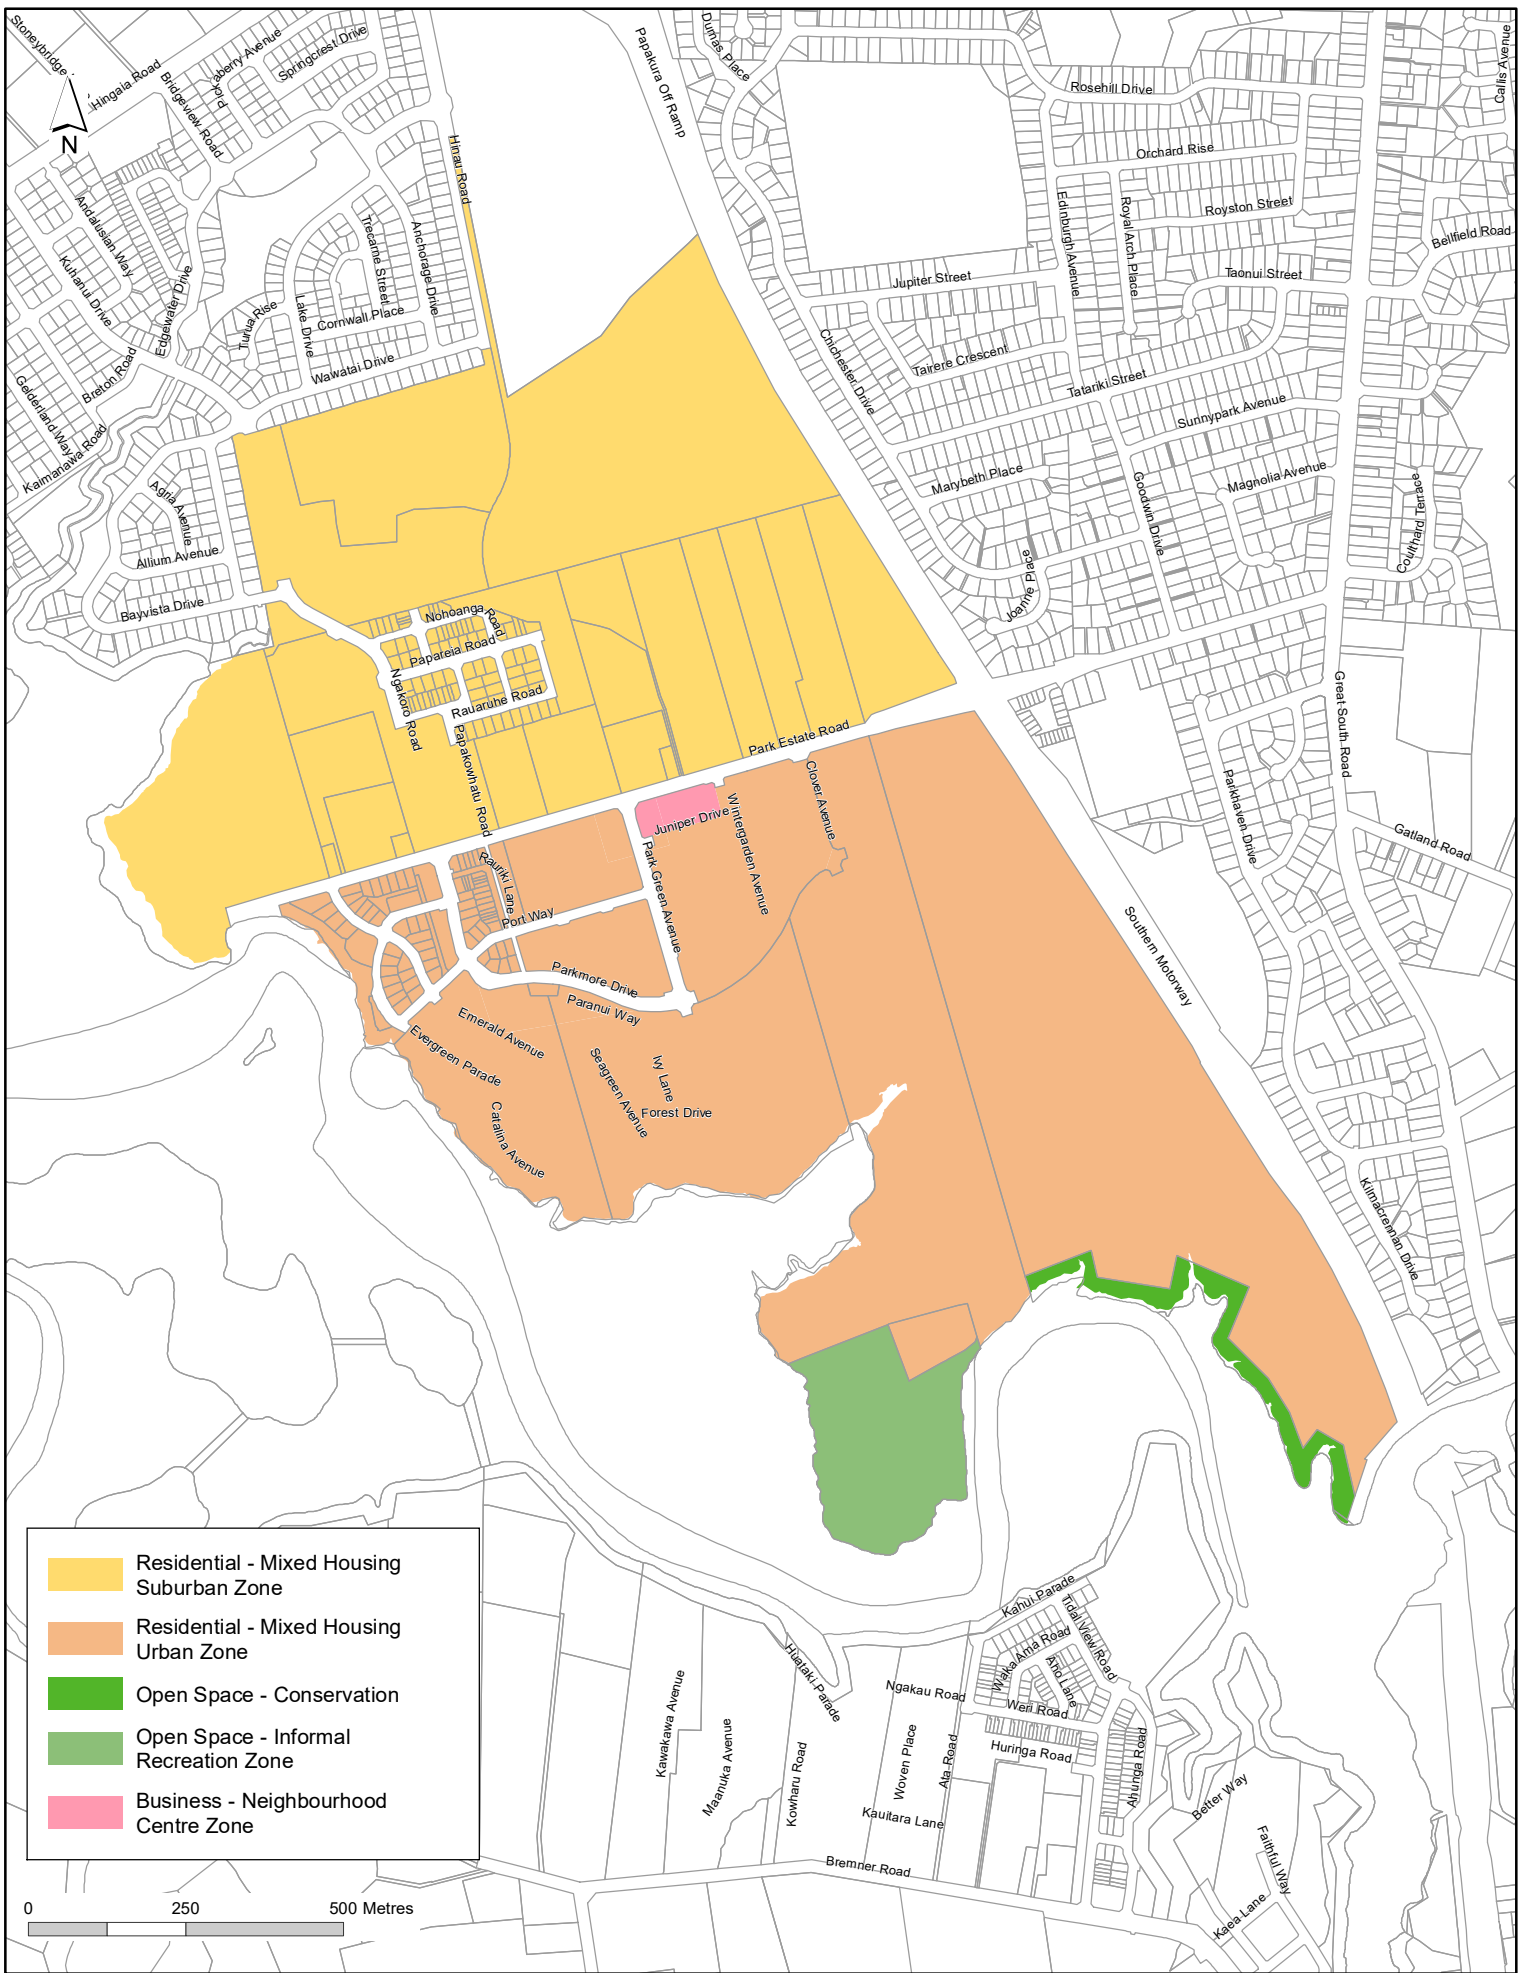 Stoneybridge
Hingaia Road
Bridgeview Road
Springcrest Drive
N
Hinau Road
Papakura Off Ramp
Dumas Place
Rosehill Drive
Callis Avenue
Orchard Rise
Royston Street
Bellfield Road
Edinburgh Avenue
Royal Arch Place
Taonui Street
Jupiter Street
Andalusian Way
Kuhanui Drive
Edgewater Drive
Trecarne Street
Anchorage Drive
Turua Rise
Lake Drive
Cornwall Place
Wawatai Drive
Breton Road
Gelderland Way
Kaimanawa Road
Chichester Drive
Tairere Crescent
Tatariki Street
Sunnypark Avenue
Marybeth Place
Goodwin Drive
Magnolia Avenue
Coulthard Terrace
Agria Avenue
Allium Avenue
Bayvista Drive
Joanne Place
Nohoanga
Road
Papareia Road
Ngakoro Road
Rauaruhe Road
Papakowhatu Road
Park Estate Road
Great South Road
Clover Avenue
Juniper Drive
Wintergarden Avenue
Parkhaven Drive
Gatland Road
Rauriki Lane
Park Green Avenue
Port Way
Southern Motorway
Parkmore Drive
Paranui Way
Emerald Avenue
Evergreen Parade
Seagreen Avenue
Ivy Lane
Forest Drive
Catalina Avenue
Kilmacrennan Drive
Residential - Mixed Housing
Suburban Zone
Residential - Mixed Housing
Urban Zone
Open Space - Conservation
Open Space - Informal
Recreation Zone
Business - Neighbourhood
Centre Zone
Kahui Parade
Tidal View Road
Waka Ama Road
Aho Lane
Huataki Parade
Ngakau Road
Weri Road
Kawakawa Avenue
Maanuka Avenue
Kowharu Road
Woven Place
Ata Road
Huringa Road
Ahunga Road
Kauitara Lane
Better Way
Faithful Way
Bremner Road
Kaea Lane
0
250
500 Metres